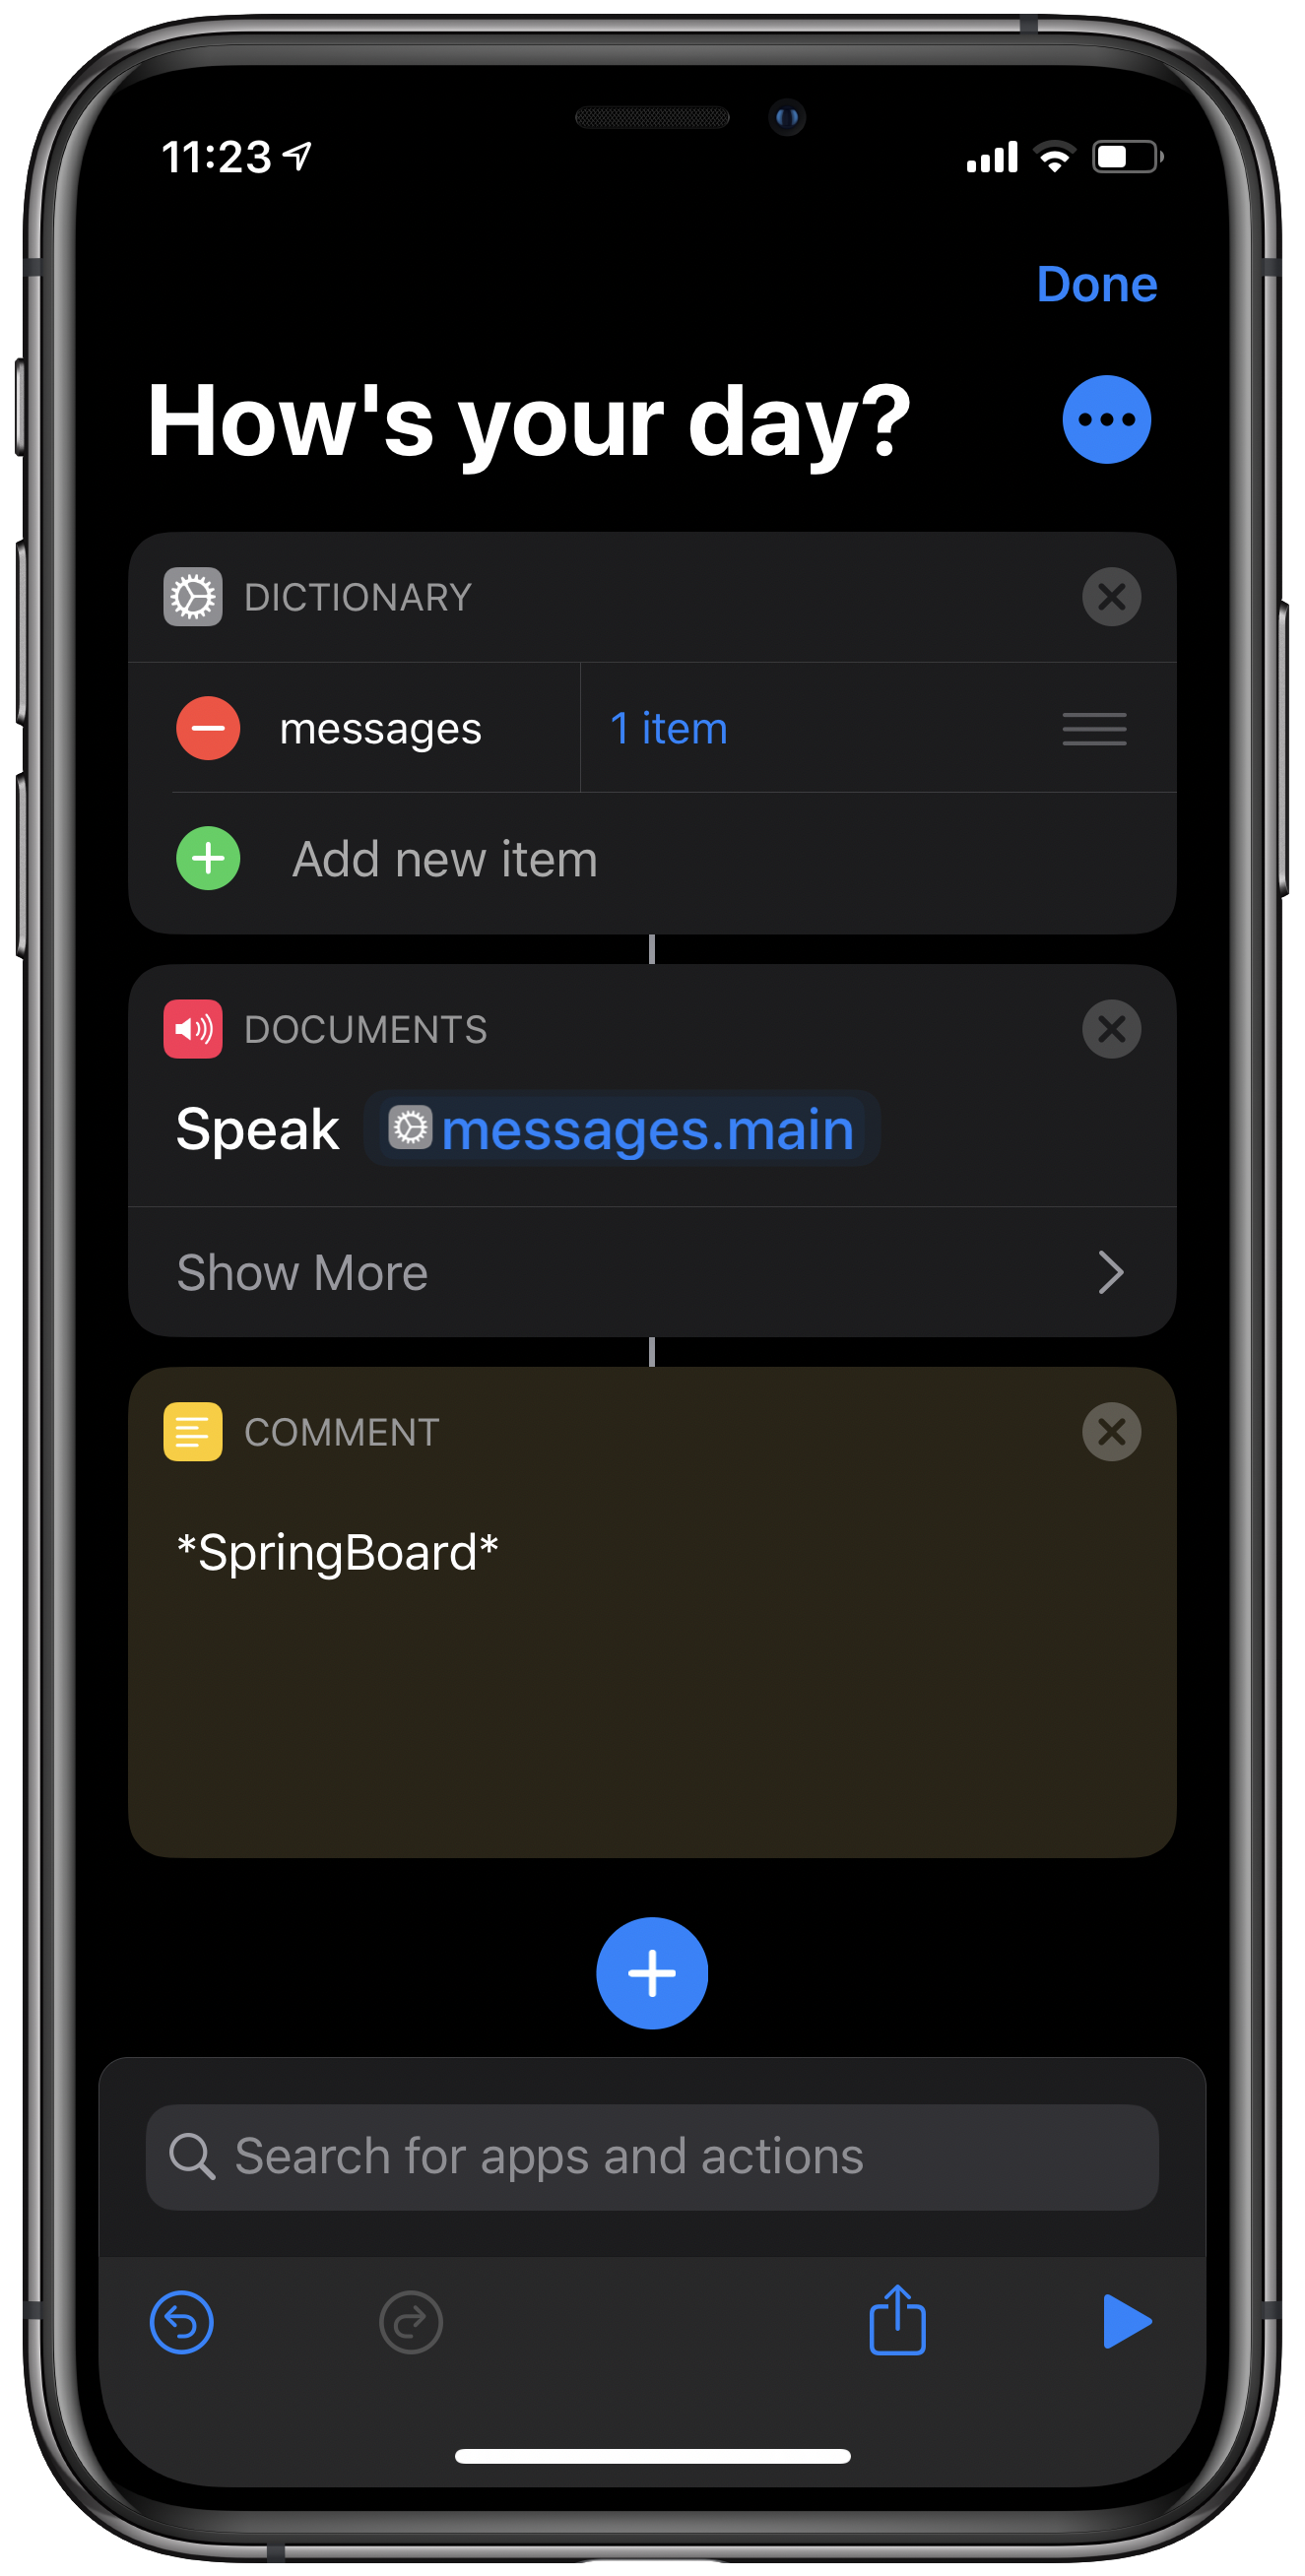 11:23
Done
How's your day?
DICTIONARY
messages 1 item
Add new item
DOCUMENTS
Speak messages.main
Show More
COMMENT
*SpringBoard*
Search for apps and actions